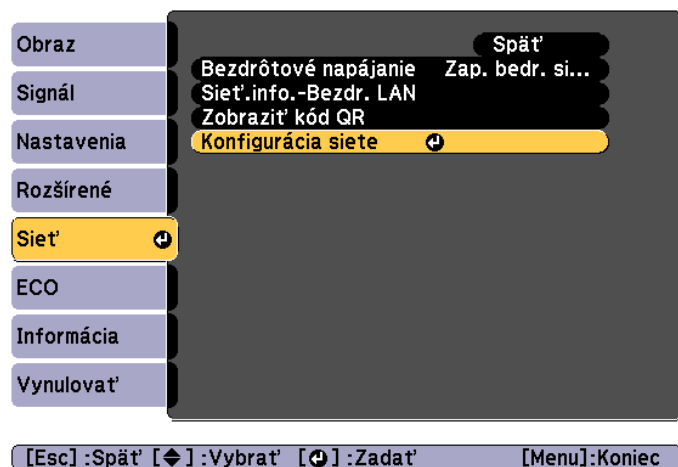 Obraz
Signál
Nastavenia
Rozšírené
Sieť
ECO
Informácia
Vynulovať
Späť
Bezdrôtové napájanie Zap. bedr. si...
Sieť.info.-Bezdr. LAN
Zobraziť kód QR
Konfigurácia siete
[Esc] :Späť [◆] :Vybrať [⏎] :Zadať [Menu]:Koniec